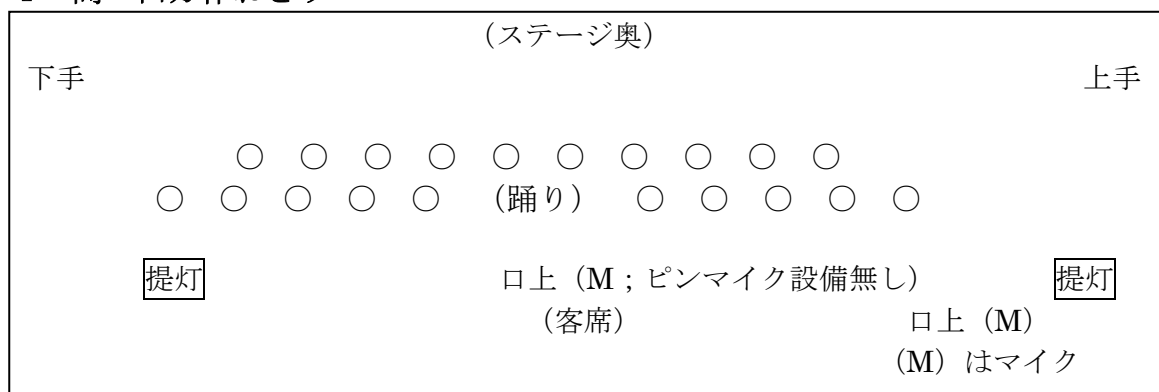 (ステージ奥)
下手 上手
○ ○ ○ ○ ○ ○ ○ ○ ○ ○
○ ○ ○ ○ ○ (踊り) ○ ○ ○ ○ ○
提灯 口上(M;ピンマイク設備無し) 提灯
(客席) 口上(M)
(M)はマイク